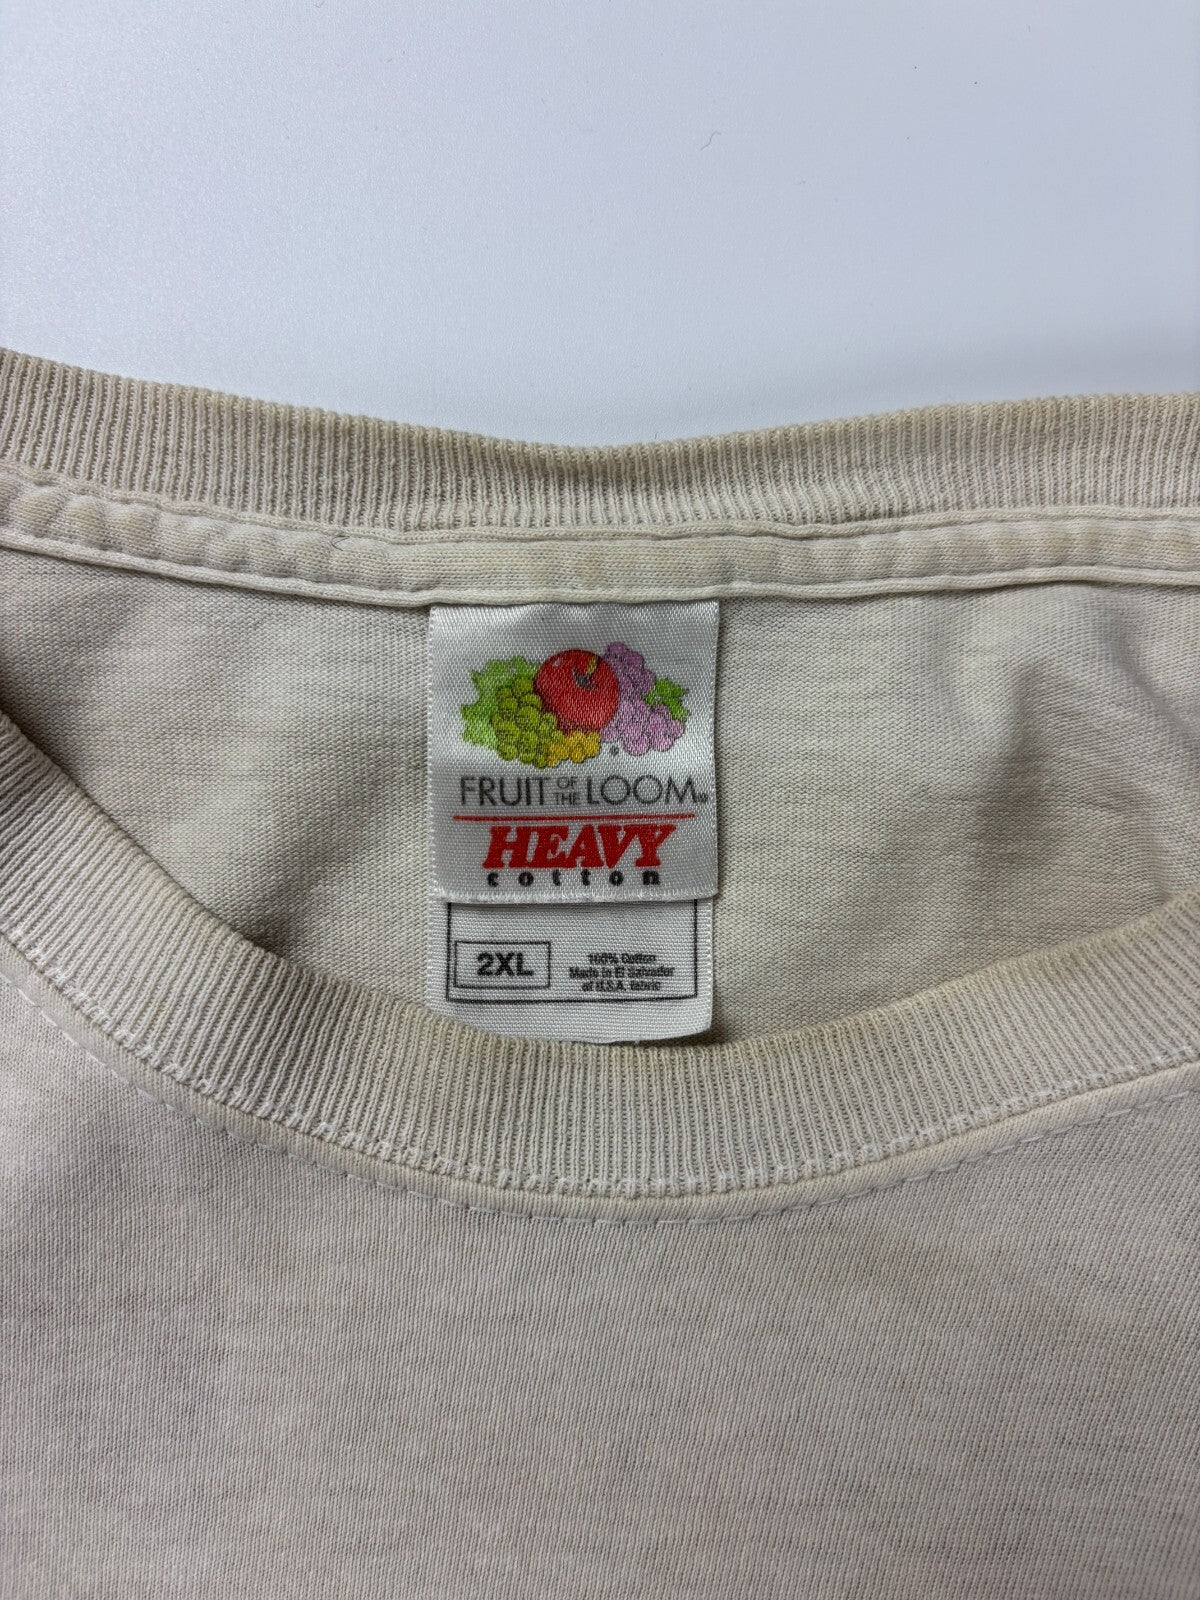 FRUIT OF THE LOOM®
HEAVY
cotton
2XL
100% Cotton
Made in El Salvador
of U.S.A. fabric